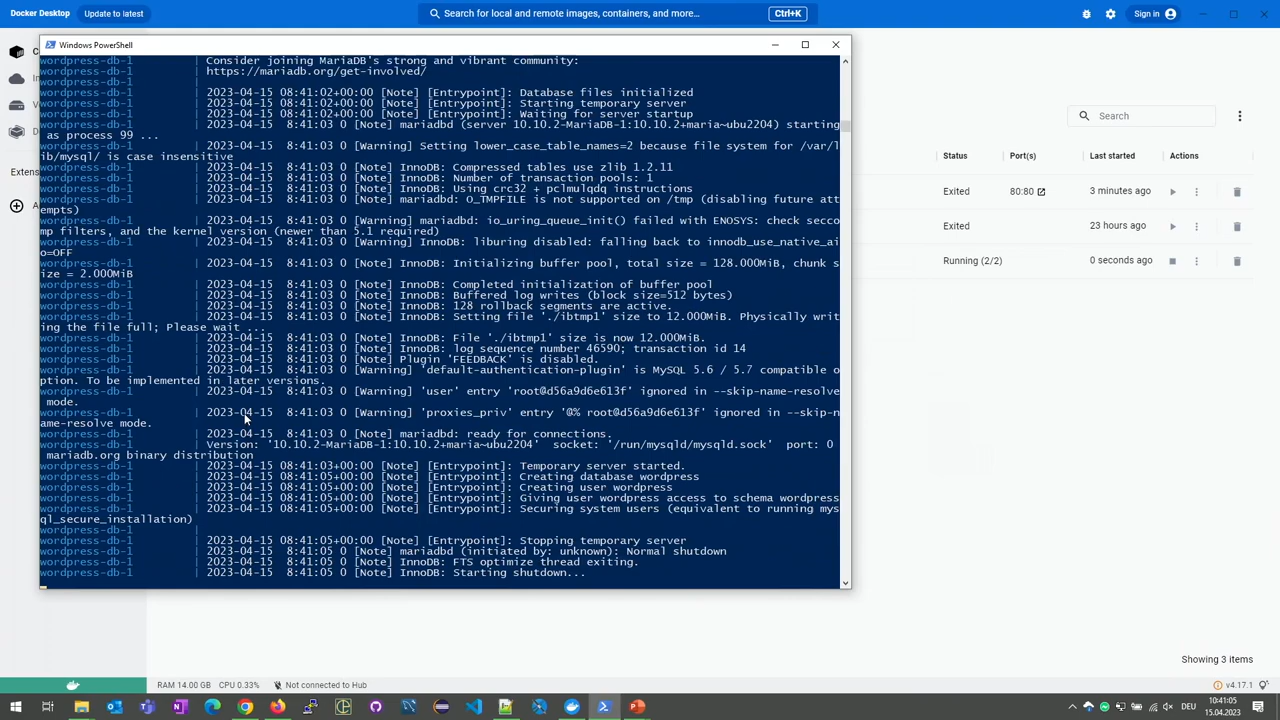 Docker Desktop Update to latest Search for local and remote images, containers, and more... Ctrl+K Sign in
Windows PowerShell
wordpress-db-1 | Consider joining MariaDB's strong and vibrant community:
wordpress-db-1 | https://mariadb.org/get-involved/
wordpress-db-1 |
wordpress-db-1 | 2023-04-15 08:41:02+00:00 [Note] [Entrypoint]: Database files initialized
wordpress-db-1 | 2023-04-15 08:41:02+00:00 [Note] [Entrypoint]: Starting temporary server
wordpress-db-1 | 2023-04-15 08:41:02+00:00 [Note] [Entrypoint]: Waiting for server startup
wordpress-db-1 | 2023-04-15 8:41:03 0 [Note] mariadbd (server 10.10.2-MariaDB-1:10.10.2+maria~ubu2204) starting
as process 99 ...
wordpress-db-1 | 2023-04-15 8:41:03 0 [Warning] Setting lower_case_table_names=2 because file system for /var/l
ib/mysql/ is case insensitive
wordpress-db-1 | 2023-04-15 8:41:03 0 [Note] InnoDB: Compressed tables use zlib 1.2.11
wordpress-db-1 | 2023-04-15 8:41:03 0 [Note] InnoDB: Number of transaction pools: 1
wordpress-db-1 | 2023-04-15 8:41:03 0 [Note] InnoDB: Using crc32 + pclmulqdq instructions
wordpress-db-1 | 2023-04-15 8:41:03 0 [Note] mariadbd: O_TMPFILE is not supported on /tmp (disabling future att
empts)
wordpress-db-1 | 2023-04-15 8:41:03 0 [Warning] mariadbd: io_uring_queue_init() failed with ENOSYS: check secco
mp filters, and the kernel version (newer than 5.1 required)
wordpress-db-1 | 2023-04-15 8:41:03 0 [Warning] InnoDB: liburing disabled: falling back to innodb_use_native_ai
o=OFF
wordpress-db-1 | 2023-04-15 8:41:03 0 [Note] InnoDB: Initializing buffer pool, total size = 128.000MiB, chunk s
ize = 2.000MiB
wordpress-db-1 | 2023-04-15 8:41:03 0 [Note] InnoDB: Completed initialization of buffer pool
wordpress-db-1 | 2023-04-15 8:41:03 0 [Note] InnoDB: Buffered log writes (block size=512 bytes)
wordpress-db-1 | 2023-04-15 8:41:03 0 [Note] InnoDB: 128 rollback segments are active.
wordpress-db-1 | 2023-04-15 8:41:03 0 [Note] InnoDB: Setting file './ibtmp1' size to 12.000MiB. Physically writ
ing the file full; Please wait ...
wordpress-db-1 | 2023-04-15 8:41:03 0 [Note] InnoDB: File './ibtmp1' size is now 12.000MiB.
wordpress-db-1 | 2023-04-15 8:41:03 0 [Note] InnoDB: log sequence number 46590; transaction id 14
wordpress-db-1 | 2023-04-15 8:41:03 0 [Note] Plugin 'FEEDBACK' is disabled.
wordpress-db-1 | 2023-04-15 8:41:03 0 [Warning] 'default-authentication-plugin' is MySQL 5.6 / 5.7 compatible o
ption. To be implemented in later versions.
wordpress-db-1 | 2023-04-15 8:41:03 0 [Warning] 'user' entry 'root@d56a9d6e613f' ignored in --skip-name-resolve
mode.
wordpress-db-1 | 2023-04-15 8:41:03 0 [Warning] 'proxies_priv' entry '@% root@d56a9d6e613f' ignored in --skip-n
ame-resolve mode.
wordpress-db-1 | 2023-04-15 8:41:03 0 [Note] mariadbd: ready for connections.
wordpress-db-1 | Version: '10.10.2-MariaDB-1:10.10.2+maria~ubu2204' socket: '/run/mysqld/mysqld.sock' port: 0
mariadb.org binary distribution
wordpress-db-1 | 2023-04-15 08:41:03+00:00 [Note] [Entrypoint]: Temporary server started.
wordpress-db-1 | 2023-04-15 08:41:05+00:00 [Note] [Entrypoint]: Creating database wordpress
wordpress-db-1 | 2023-04-15 08:41:05+00:00 [Note] [Entrypoint]: Creating user wordpress
wordpress-db-1 | 2023-04-15 08:41:05+00:00 [Note] [Entrypoint]: Giving user wordpress access to schema wordpress
wordpress-db-1 | 2023-04-15 08:41:05+00:00 [Note] [Entrypoint]: Securing system users (equivalent to running mys
ql_secure_installation)
wordpress-db-1 |
wordpress-db-1 | 2023-04-15 08:41:05+00:00 [Note] [Entrypoint]: Stopping temporary server
wordpress-db-1 | 2023-04-15 8:41:05 0 [Note] mariadbd (initiated by: unknown): Normal shutdown
wordpress-db-1 | 2023-04-15 8:41:05 0 [Note] InnoDB: FTS optimize thread exiting.
wordpress-db-1 | 2023-04-15 8:41:05 0 [Note] InnoDB: Starting shutdown...
Extens
Search
Status Port(s) Last started Actions
Exited 80:80 3 minutes ago
Exited 23 hours ago
Running (2/2) 0 seconds ago
Showing 3 items
RAM 14.00 GB CPU 0.33% Not connected to Hub v4.17.1
DEU 10:41:05
15.04.2023